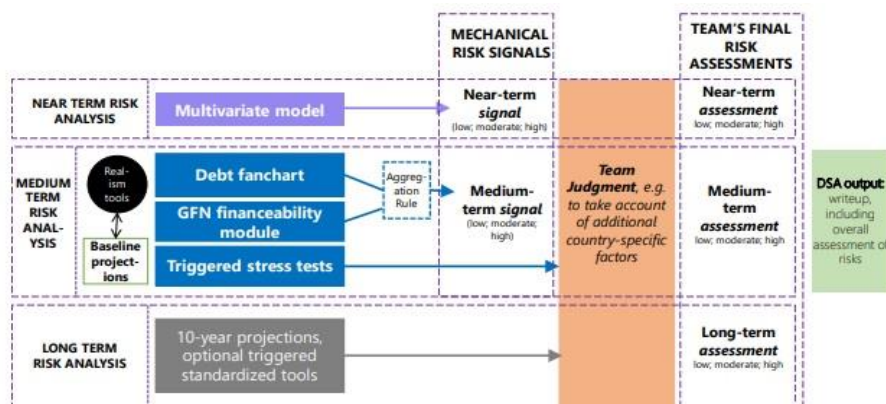 MECHANICAL
RISK SIGNALS
TEAM'S FINAL
RISK
ASSESSMENTS
NEAR TERM RISK
ANALYSIS
Multivariate model
Near-term
signal
(low; moderate; high)
Near-term
assessment
low; moderate; high
MEDIUM
TERM
RISK
ANAL-
YSIS
Real-
ism
tools
Baseline
project-
ions
Debt fanchart
GFN financeability
module
Triggered stress tests
Aggreg-
ation
Rule
Medium-
term signal
(low; moderate;
high)
Team
Judgment, e.g.
to take account
of additional
country-specific
factors
Medium-
term
assessment
low; moderate; high
DSA output:
writeup,
including
overall
assessment of
risks
LONG TERM
RISK ANALYSIS
10-year projections,
optional triggered
standardized tools
Long-term
assessment
low; moderate; high